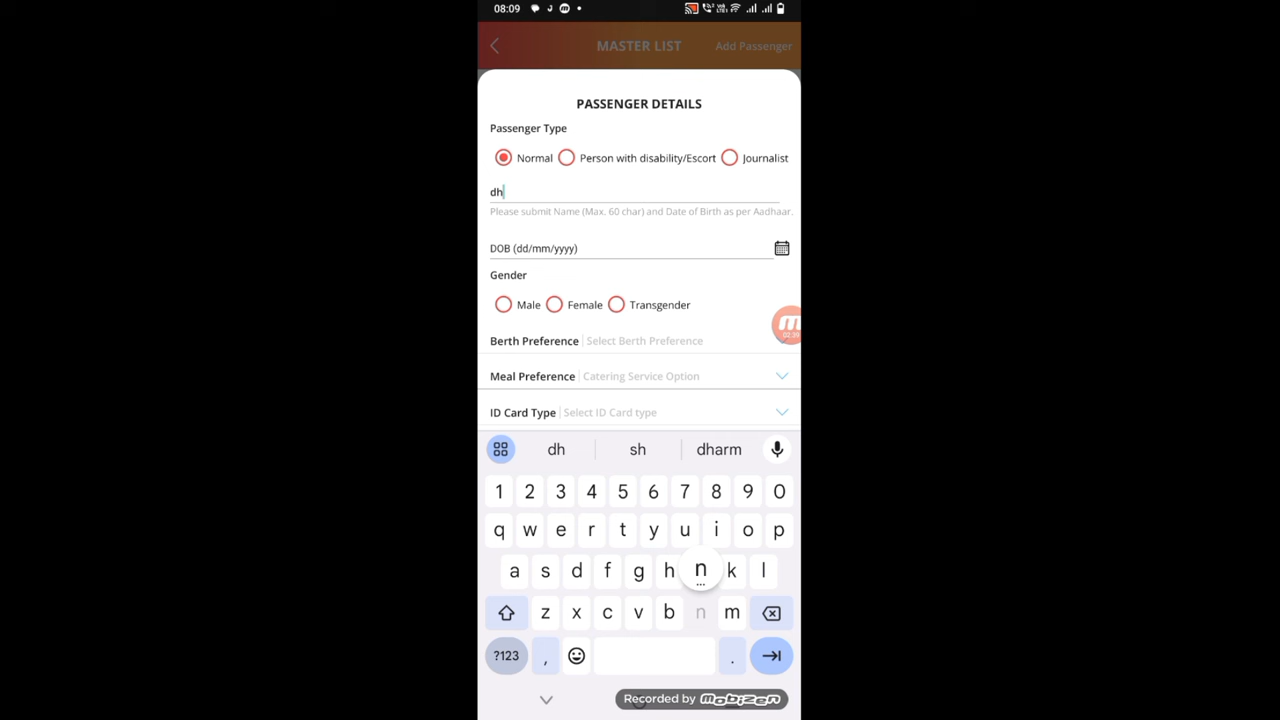 08:09
MASTER LIST Add Passenger
PASSENGER DETAILS
Passenger Type
Normal Person with disability/Escort Journalist
dh
Please submit Name (Max. 60 char) and Date of Birth as per Aadhaar.
DOB (dd/mm/yyyy)
Gender
Male Female Transgender
Berth Preference Select Berth Preference
Meal Preference Catering Service Option
ID Card Type Select ID Card type
dh sh dharm
1 2 3 4 5 6 7 8 9 0
q w e r t y u i o p
a s d f g h n k l
z x c v b n m
?123 , .
Recorded by MOBIZEN